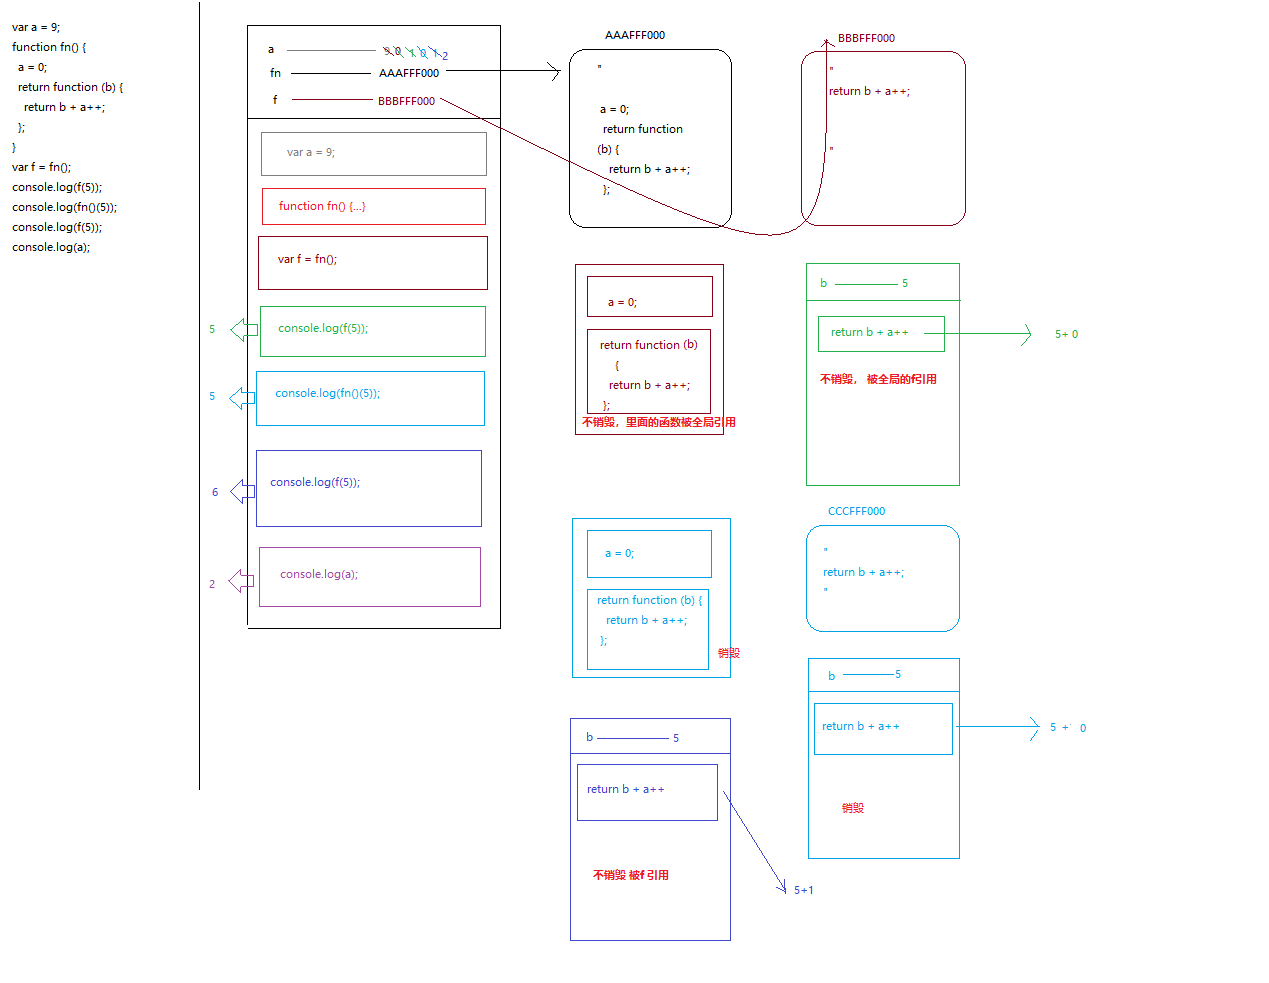 var a = 9;
function fn() {
a = 0;
return function (b) {
return b + a++;
};
}
var f = fn();
console.log(f(5));
console.log(fn()(5));
console.log(f(5));
console.log(a);
a 9 0 1 0 1 2
fn AAAFFF000
f BBBFFF000
var a = 9;
function fn() {...}
var f = fn();
5 console.log(f(5));
5 console.log(fn()(5));
6 console.log(f(5));
2 console.log(a);
AAAFFF000
"
a = 0;
return function
(b) {
return b + a++;
};
BBBFFF000
"
return b + a++;
"
a = 0;
return function (b)
{
return b + a++;
};
不销毁，里面的函数被全局引用
b 5
return b + a++
5+ 0
不销毁， 被全局的f引用
a = 0;
return function (b) {
return b + a++;
};
销毁
CCCFFF000
"
return b + a++;
"
b 5
return b + a++
5 + 0
销毁
b 5
return b + a++
不销毁 被f 引用
5+1